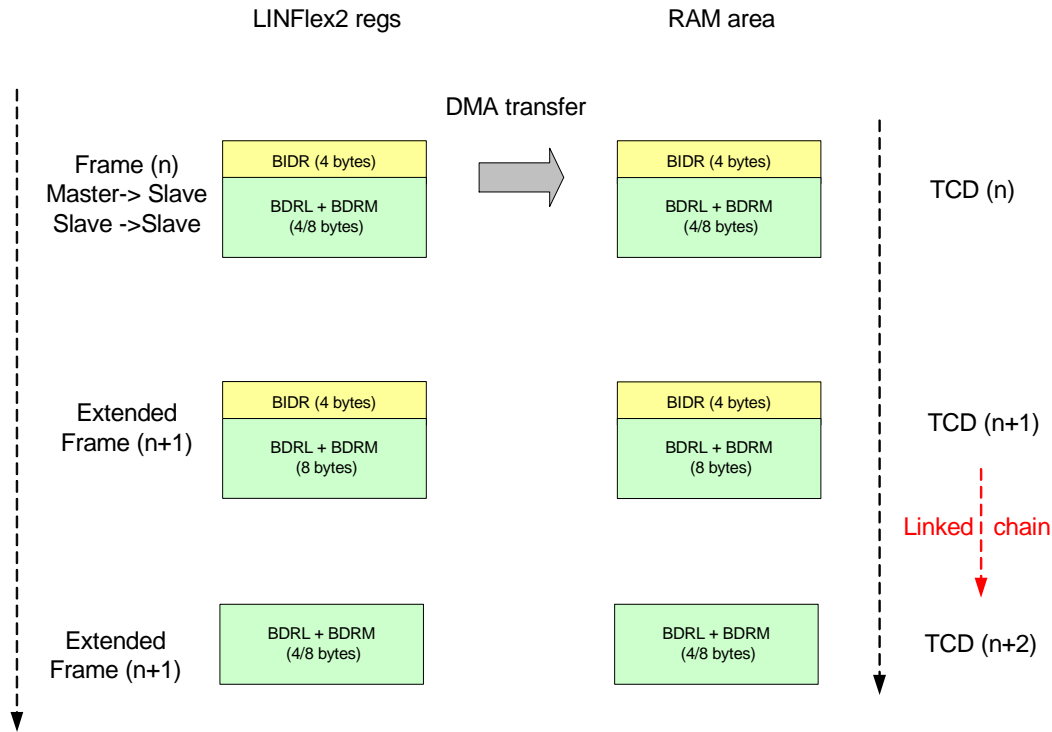 LINFlex2 regs
RAM area
DMA transfer
Frame (n)
Master-> Slave
Slave ->Slave
BIDR (4 bytes)
BDRL + BDRM
(4/8 bytes)
BIDR (4 bytes)
BDRL + BDRM
(4/8 bytes)
TCD (n)
Extended
Frame (n+1)
BIDR (4 bytes)
BDRL + BDRM
(8 bytes)
BIDR (4 bytes)
BDRL + BDRM
(8 bytes)
TCD (n+1)
Linked chain
Extended
Frame (n+1)
BDRL + BDRM
(4/8 bytes)
BDRL + BDRM
(4/8 bytes)
TCD (n+2)